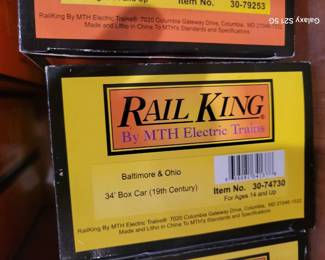 Galaxy S21 5G
Item No. 30-79253
RailKing By MTH Electric Trains® 7020 Columbia Gateway Drive, Columbia, MD 21046-1532
Made and Litho in China To MTH's Standards and Specifications
RAIL KING®
By MTH Electric Trains
Baltimore & Ohio
34' Box Car (19th Century)
Item No. 30-74730
For Ages 14 and Up
RailKing By MTH Electric Trains® 7020 Columbia Gateway Drive, Columbia, MD 21046-1532
Made and Litho in China To MTH's Standards and Specifications